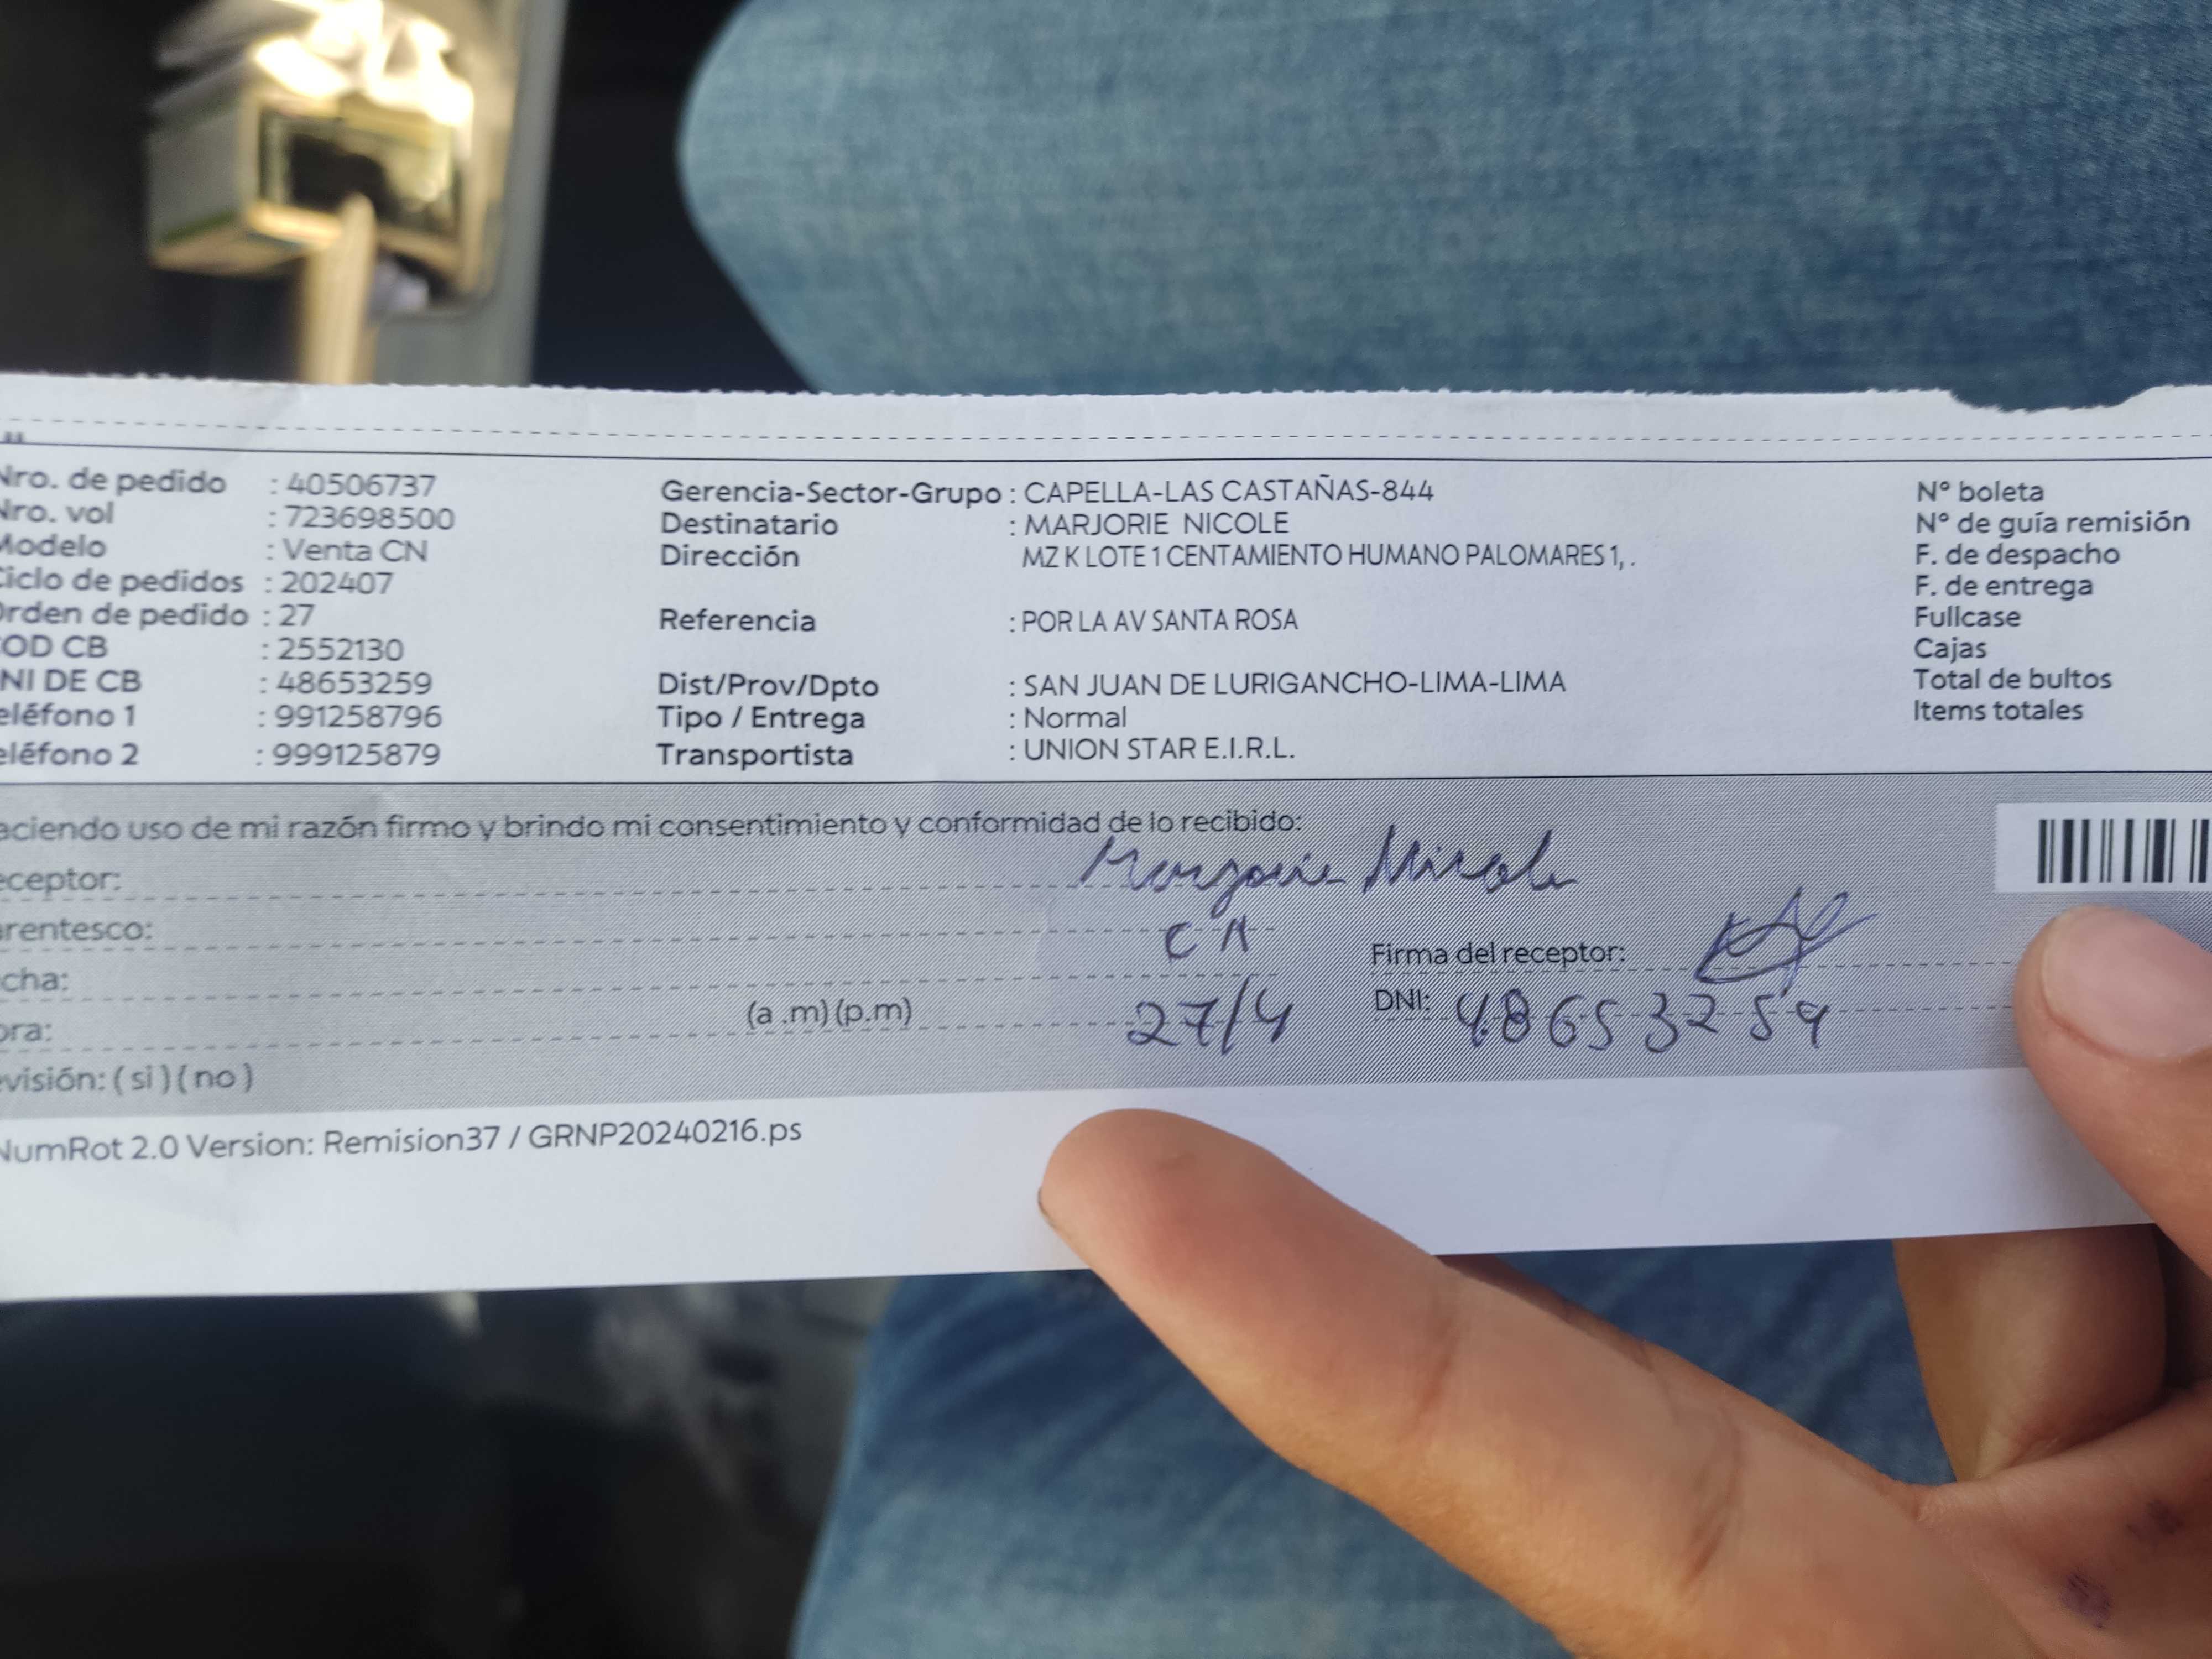 Nro. de pedido : 40506737
Nro. vol : 723698500
Modelo : Venta CN
Ciclo de pedidos : 202407
Orden de pedido : 27
COD CB : 2552130
NI DE CB : 48653259
eléfono 1 : 991258796
eléfono 2 : 999125879
Gerencia-Sector-Grupo : CAPELLA-LAS CASTAÑAS-844
Destinatario : MARJORIE NICOLE
Dirección MZ K LOTE 1 CENTAMIENTO HUMANO PALOMARES 1, .
Referencia : POR LA AV SANTA ROSA
Dist/Prov/Dpto : SAN JUAN DE LURIGANCHO-LIMA-LIMA
Tipo / Entrega : Normal
Transportista : UNION STAR E.I.R.L.
N° boleta
N° de guía remisión
F. de despacho
F. de entrega
Fullcase
Cajas
Total de bultos
Items totales
aciendo uso de mi razón firmo y brindo mi consentimiento y conformidad de lo recibido:
eceptor: Marjorie Nicole
arentesco: CN
cha: 27/4
ora: (a .m) (p.m)
evisión: ( si ) ( no )
Firma del receptor:
DNI: 48653259
NumRot 2.0 Version: Remision37 / GRNP20240216.ps